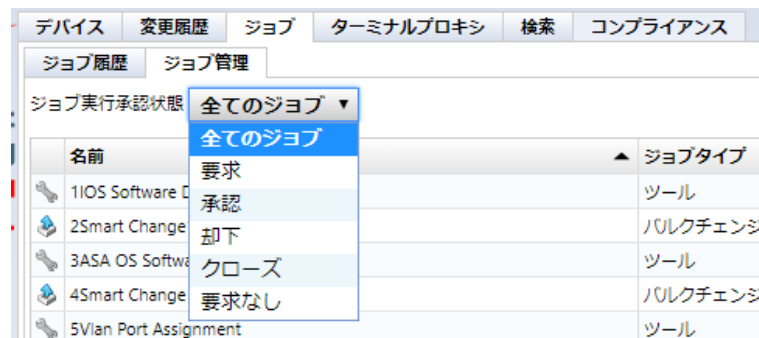 デバイス 変更履歴 ジョブ ターミナルプロキシ 検索 コンプライアンス
ジョブ履歴 ジョブ管理
ジョブ実行承認状態 全てのジョブ ▼
全てのジョブ
要求
承認
却下
クローズ
要求なし
名前 ▲ ジョブタイプ
1IOS Software ツール
2Smart Change バルクチェンジ
3ASA OS ツール
4Smart Change バルクチェンジ
5Vlan Port Assignment ツール